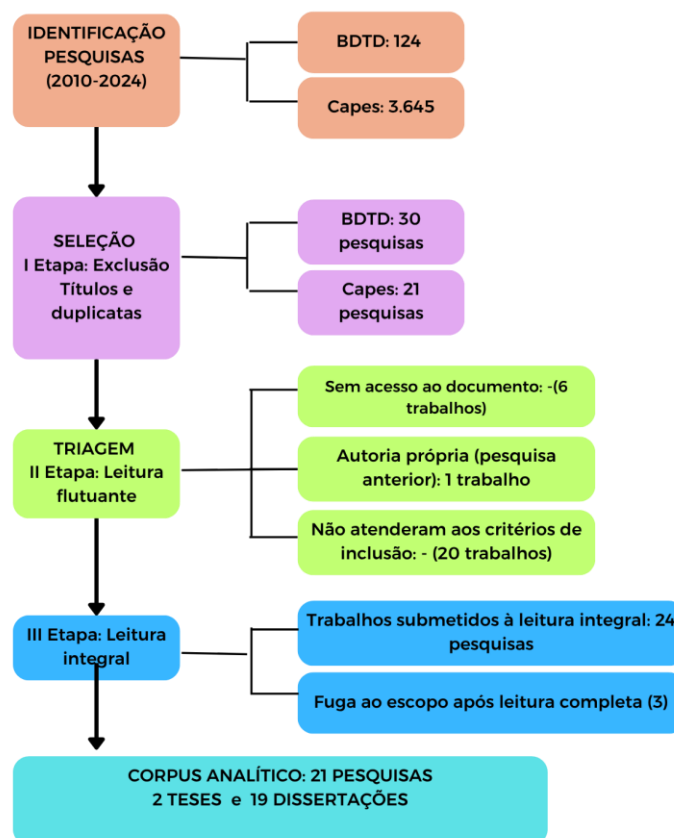 IDENTIFICAÇÃO
PESQUISAS
(2010-2024)
BDTD: 124
Capes: 3.645
SELEÇÃO
I Etapa: Exclusão
Títulos e
duplicatas
BDTD: 30
pesquisas
Capes: 21
pesquisas
TRIAGEM
II Etapa: Leitura
flutuante
Sem acesso ao documento: -(6
trabalhos)
Autoria própria (pesquisa
anterior): 1 trabalho
Não atenderam aos critérios de
inclusão: - (20 trabalhos)
III Etapa: Leitura
integral
Trabalhos submetidos à leitura integral: 24
pesquisas
Fuga ao escopo após leitura completa (3)
CORPUS ANALÍTICO: 21 PESQUISAS
2 TESES e 19 DISSERTAÇÕES